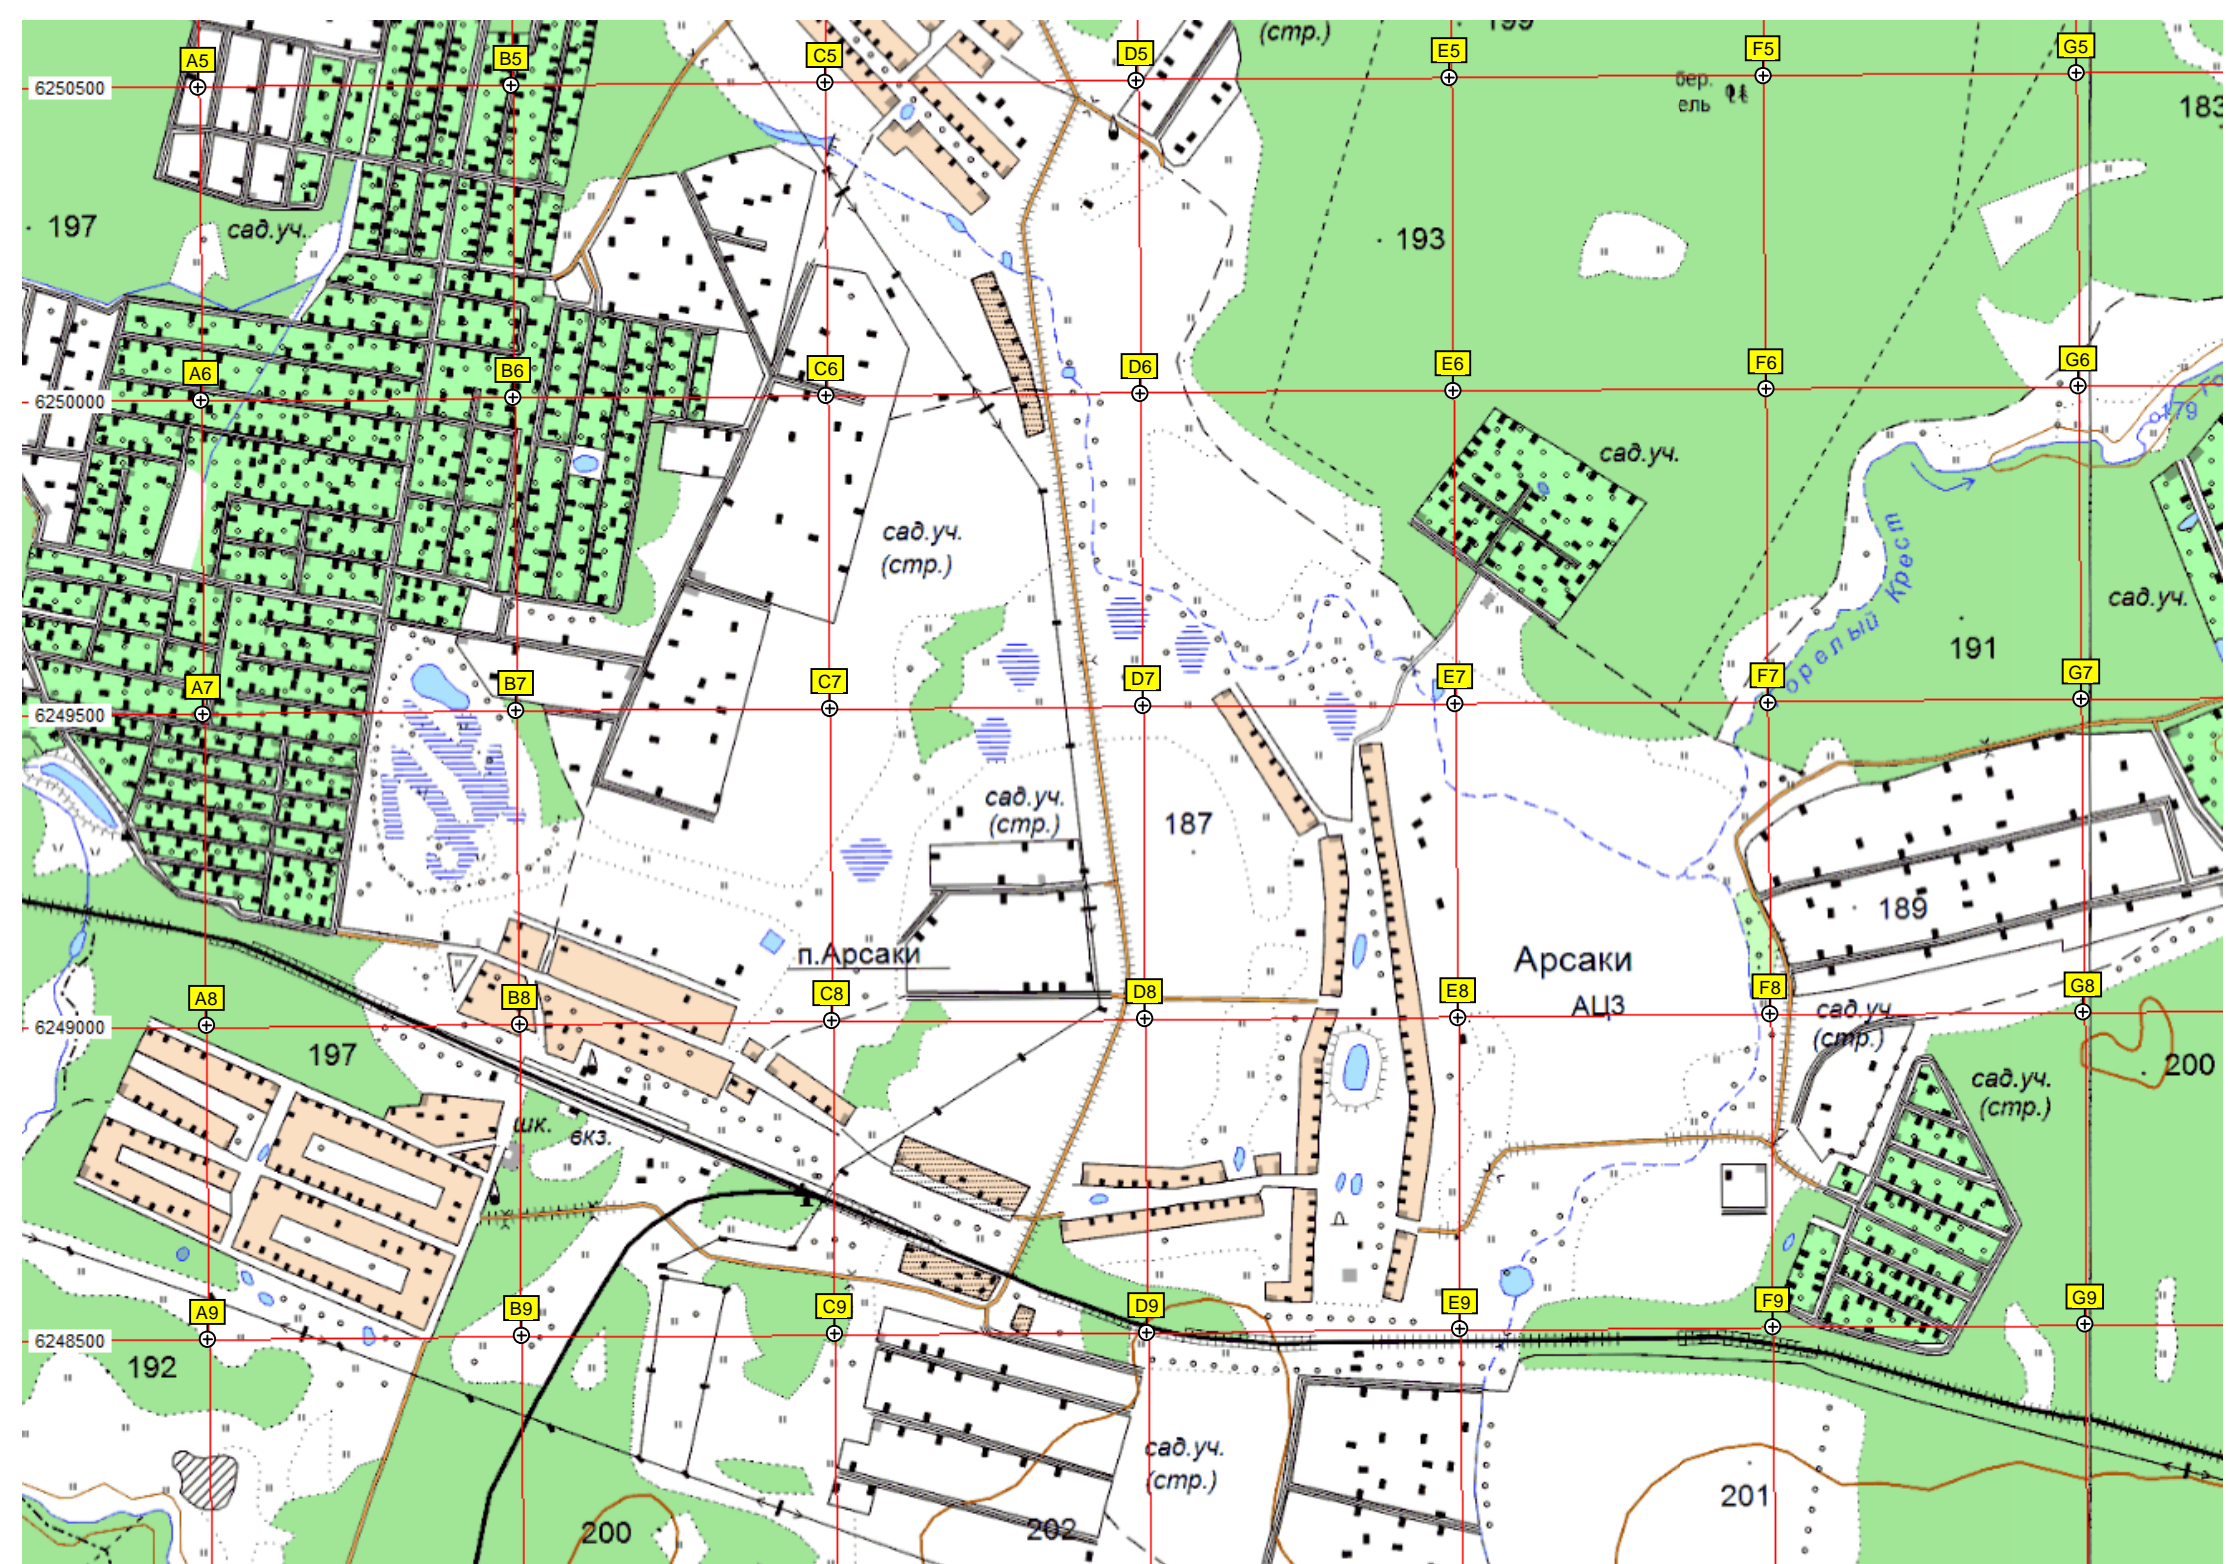 (стр.)
199
A5
B5
C5
D5
E5
F5
G5
6250500
бер.
ель
183
197
сад.уч.
193
A6
B6
C6
D6
E6
F6
G6
6250000
179
сад.уч.
сад.уч.
(стр.)
Горелый Крест
сад.уч.
191
A7
B7
C7
D7
E7
F7
G7
6249500
сад.уч.
(стр.)
187
189
п.Арсаки
Арсаки
АЦЗ
A8
B8
C8
D8
E8
F8
G8
6249000
сад.уч.
(стр.)
197
200
сад.уч.
(стр.)
шк.
вкз.
A9
B9
C9
D9
E9
F9
G9
6248500
192
сад.уч.
(стр.)
201
200
202